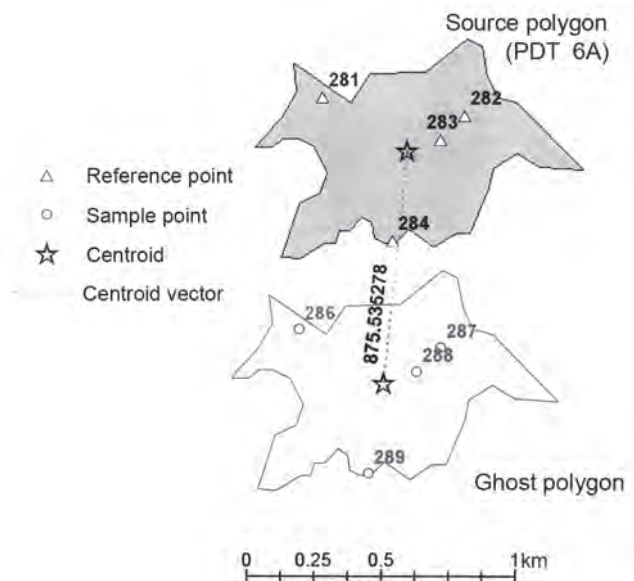 Source polygon
(PDT 6A)
281
282
283
Reference point
Sample point
Centroid
Centroid vector
284
875.535278
286
287
288
289
Ghost polygon
0 0.25 0.5 1km